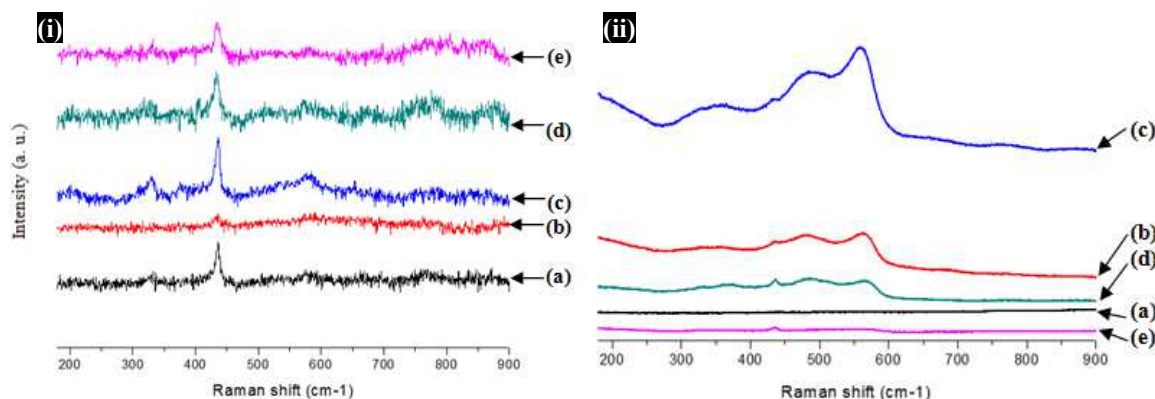 (i)
(e)
(d)
(c)
(b)
(a)
Intensity (a. u.)
200 300 400 500 600 700 800 900
Raman shift (cm-1)
(ii)
(c)
(b)
(d)
(a)
(e)
200 300 400 500 600 700 800 900
Raman shift (cm-1)